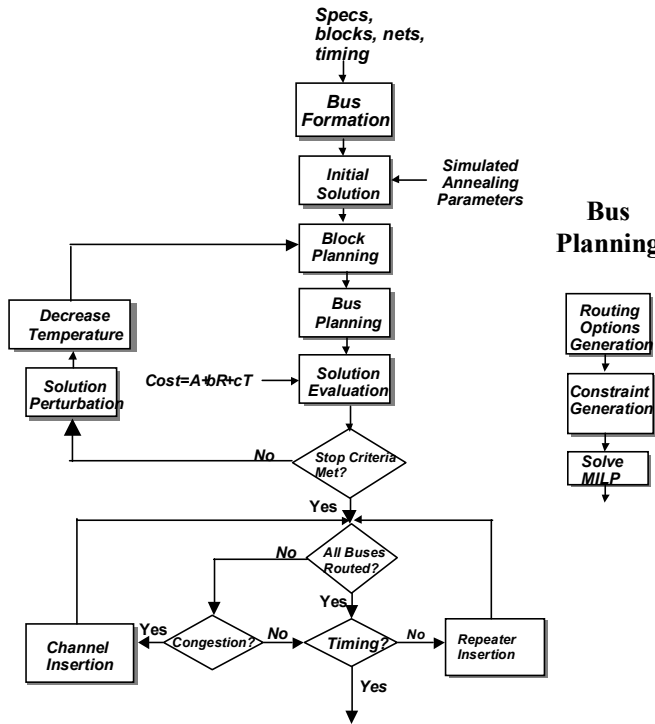 Specs,
blocks, nets,
timing
Bus
Formation
Initial
Solution
Simulated
Annealing
Parameters
Block
Planning
Bus
Planning
Decrease
Temperature
Solution
Perturbation
Cost=A+bR+cT
Solution
Evaluation
No
Stop Criteria
Met?
Yes
No
All Buses
Routed?
Yes
Channel
Insertion
Yes
Congestion?
No
Timing?
No
Repeater
Insertion
Yes
Bus
Planning
Routing
Options
Generation
Constraint
Generation
Solve
MILP